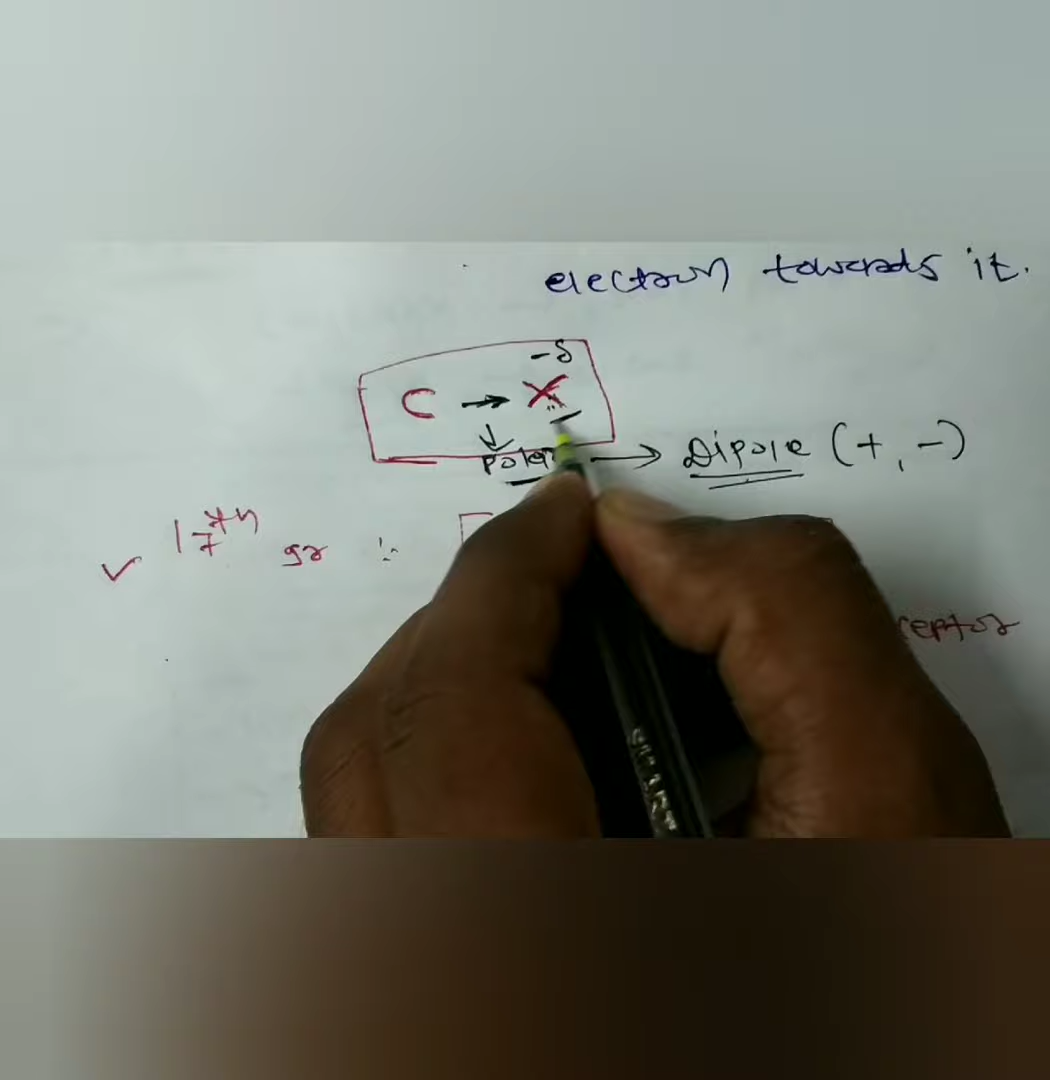 electron towards it.
-δ
C → X
polar → Dipole (+, -)
✓ 17th gr :-
ceptor